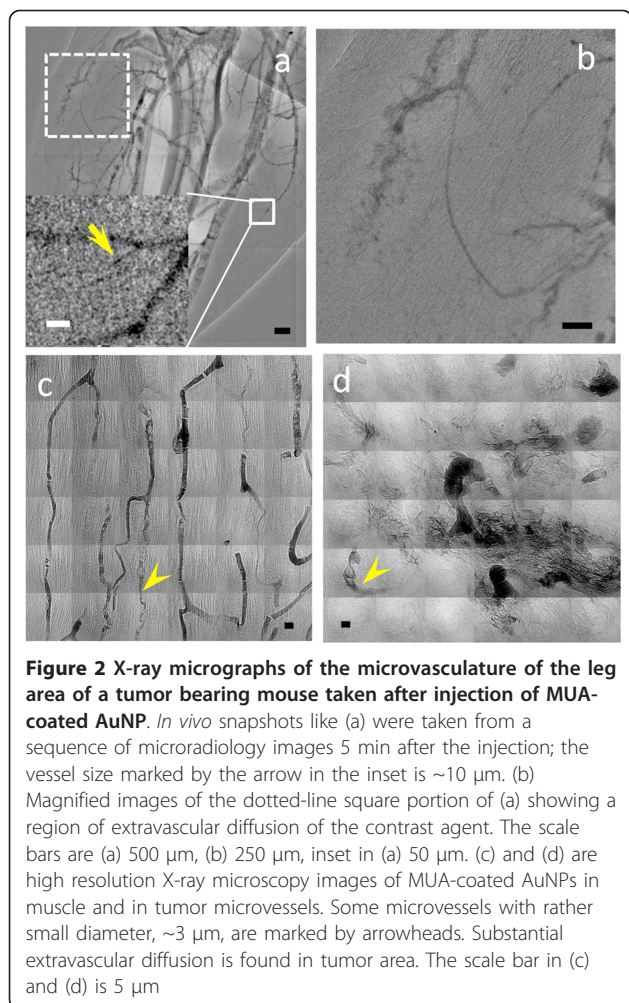 a
b
c
d
Figure 2 X-ray micrographs of the microvasculature of the leg
area of a tumor bearing mouse taken after injection of MUA-
coated AuNP. In vivo snapshots like (a) were taken from a
sequence of microradiology images 5 min after the injection; the
vessel size marked by the arrow in the inset is ~10 μm. (b)
Magnified images of the dotted-line square portion of (a) showing a
region of extravascular diffusion of the contrast agent. The scale
bars are (a) 500 μm, (b) 250 μm, inset in (a) 50 μm. (c) and (d) are
high resolution X-ray microscopy images of MUA-coated AuNPs in
muscle and in tumor microvessels. Some microvessels with rather
small diameter, ~3 μm, are marked by arrowheads. Substantial
extravascular diffusion is found in tumor area. The scale bar in (c)
and (d) is 5 μm